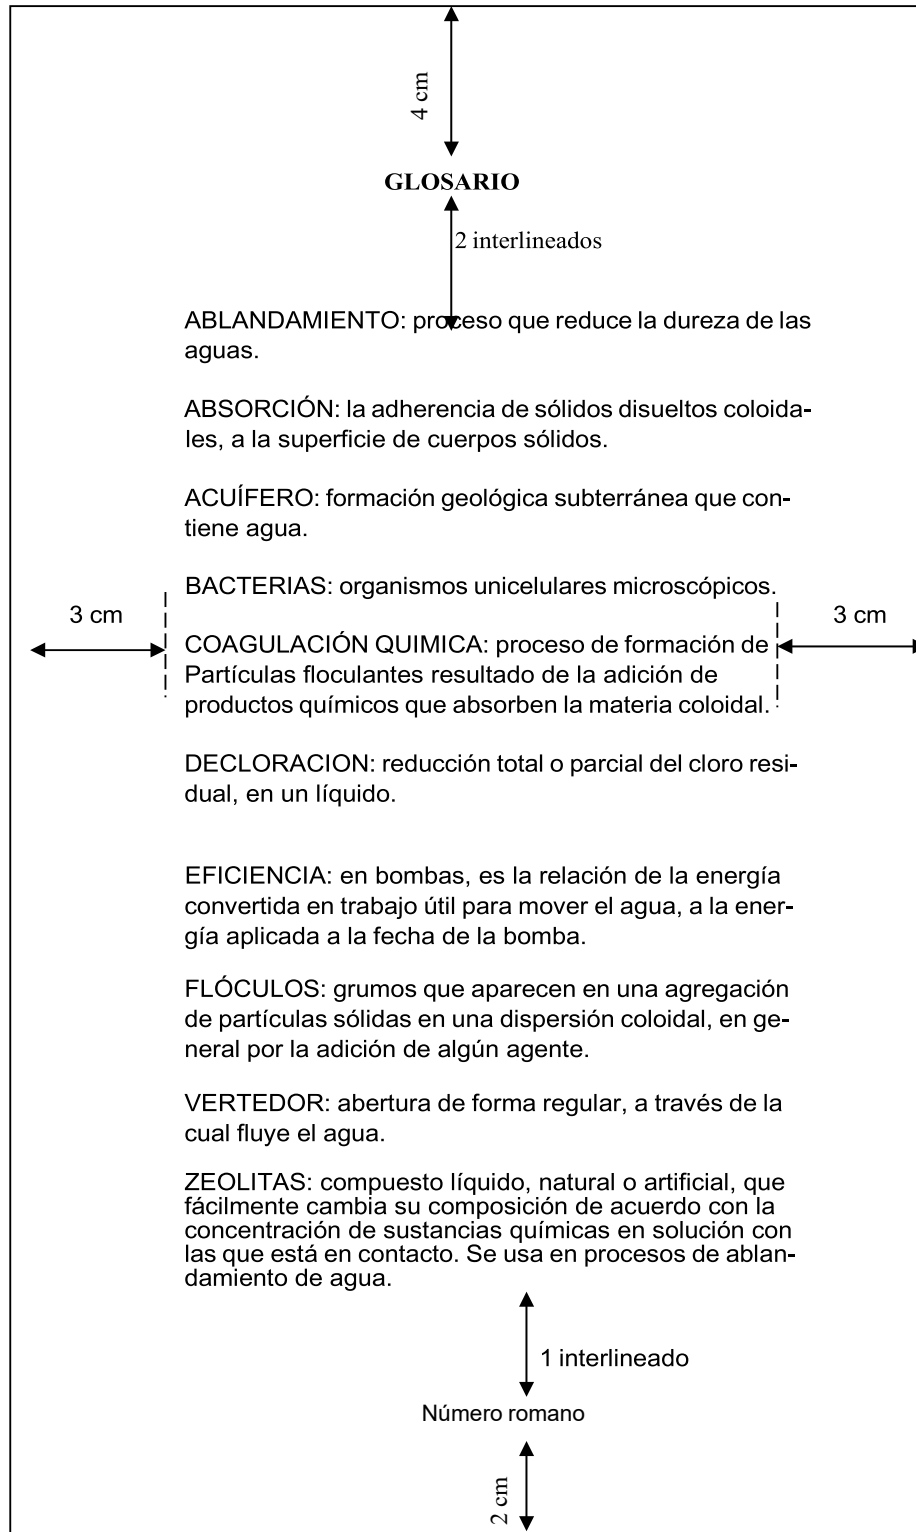 4 cm
GLOSARIO
2 interlineados
ABLANDAMIENTO: proceso que reduce la dureza de las
aguas.
ABSORCIÓN: la adherencia de sólidos disueltos coloida-
les, a la superficie de cuerpos sólidos.
ACUÍFERO: formación geológica subterránea que con-
tiene agua.
BACTERIAS: organismos unicelulares microscópicos.
3 cm
3 cm
COAGULACIÓN QUIMICA: proceso de formación de
Partículas floculantes resultado de la adición de
productos químicos que absorben la materia coloidal.
DECLORACION: reducción total o parcial del cloro resi-
dual, en un líquido.
EFICIENCIA: en bombas, es la relación de la energía
convertida en trabajo útil para mover el agua, a la ener-
gía aplicada a la fecha de la bomba.
FLÓCULOS: grumos que aparecen en una agregación
de partículas sólidas en una dispersión coloidal, en ge-
neral por la adición de algún agente.
VERTEDOR: abertura de forma regular, a través de la
cual fluye el agua.
ZEOLITAS: compuesto líquido, natural o artificial, que
fácilmente cambia su composición de acuerdo con la
concentración de sustancias químicas en solución con
las que está en contacto. Se usa en procesos de ablan-
damiento de agua.
1 interlineado
Número romano
2 cm